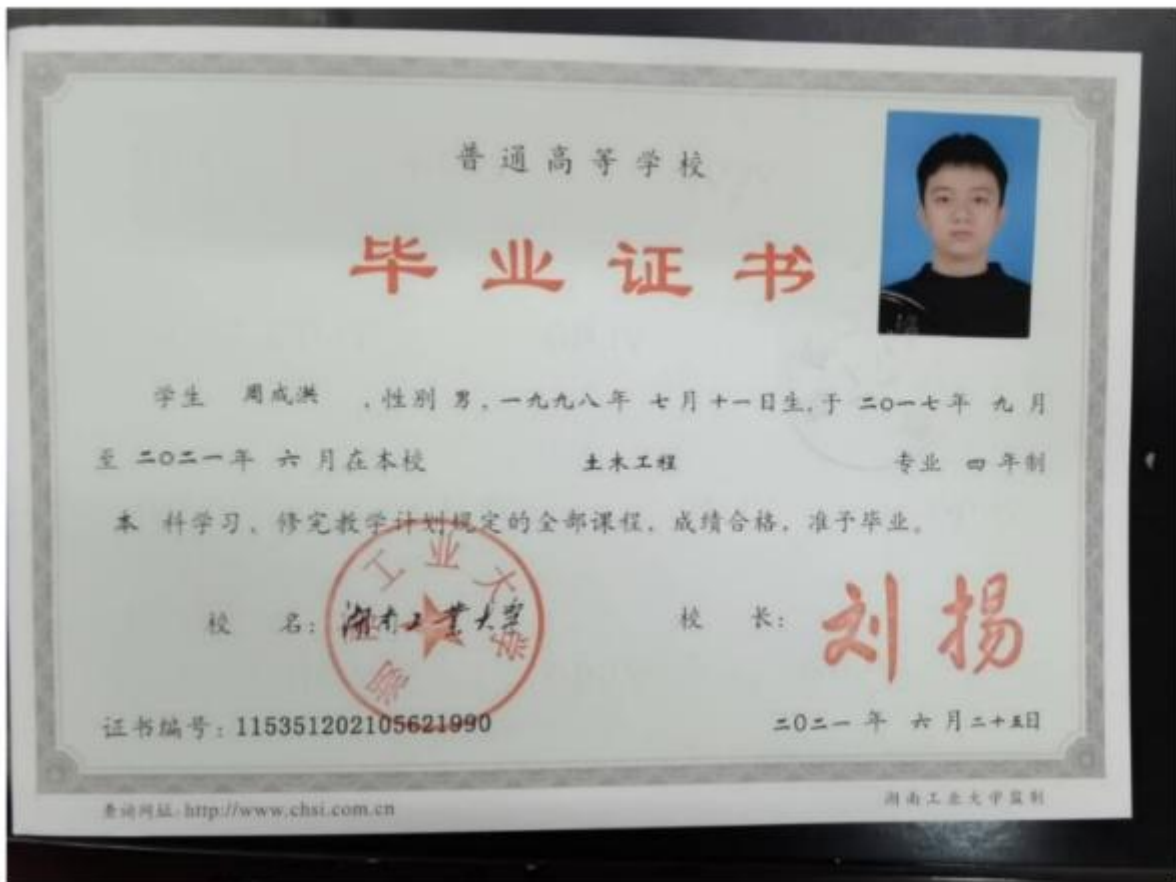 普通高等学校
毕业证书
学生 周成洪 ，性别 男，一九九八年 七月十一日生，于 二〇一七年 九 月
至 二〇二一年 六 月在本校 土木工程 专业 四 年制
本 科学习，修完教学计划规定的全部课程，成绩合格，准予毕业。
校 名：湖南工业大学
湖南工业大学
校 长：刘扬
证书编号：115351202105621990
二〇二一 年 六 月二十五日
查询网址：http://www.chsi.com.cn
湖南工业大学监制